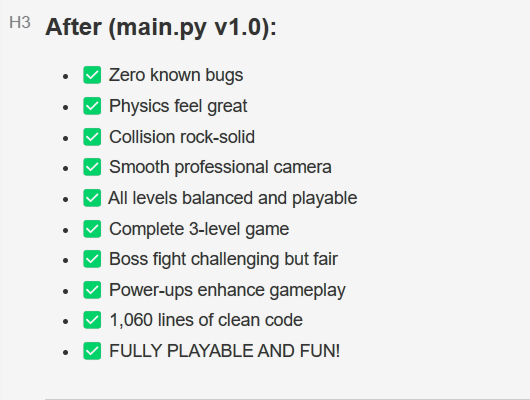 H3 After (main.py v1.0):
• ✅ Zero known bugs
• ✅ Physics feel great
• ✅ Collision rock-solid
• ✅ Smooth professional camera
• ✅ All levels balanced and playable
• ✅ Complete 3-level game
• ✅ Boss fight challenging but fair
• ✅ Power-ups enhance gameplay
• ✅ 1,060 lines of clean code
• ✅ FULLY PLAYABLE AND FUN!